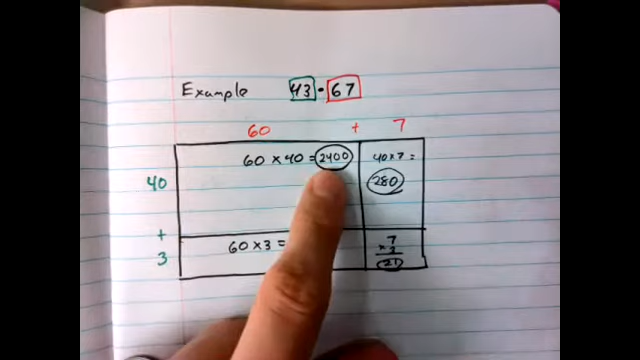 Example 43 · 67
60 + 7
60 × 40 = 2400
40×7 =
40
280
+
60 × 3 =
7
3
× 3
21